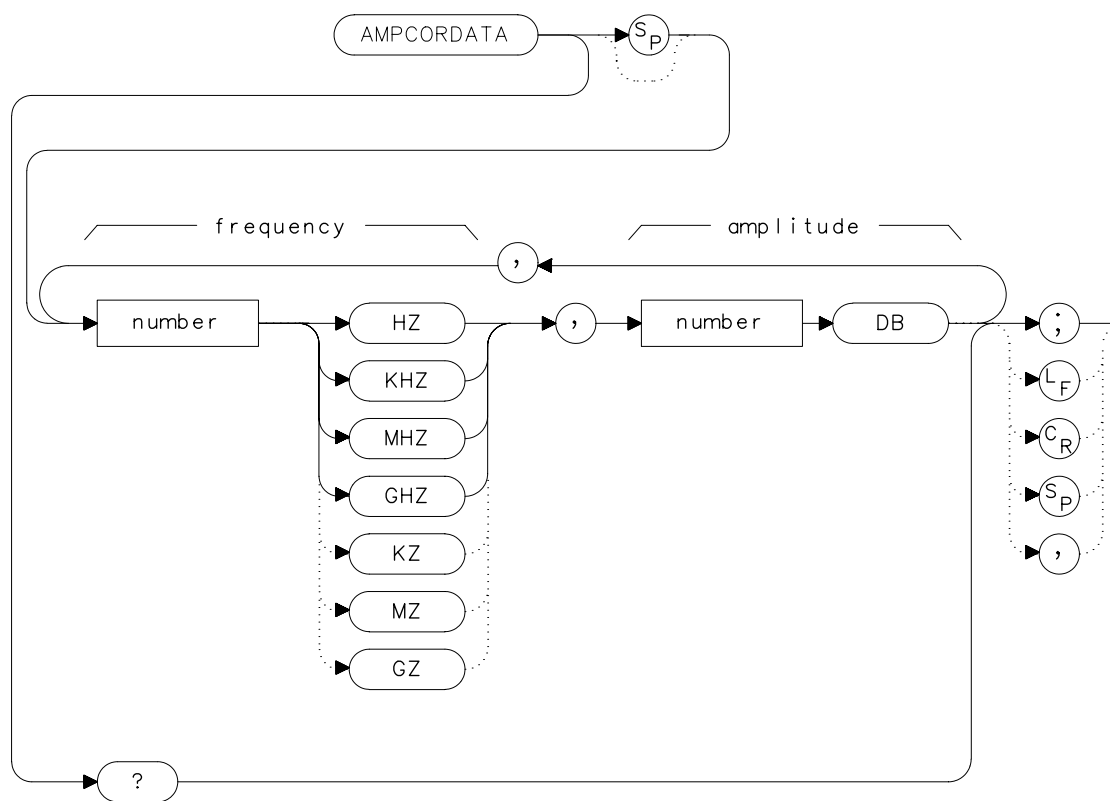 AMPCORDATA SP
frequency amplitude
,
number HZ , number DB ;
KHZ LF
MHZ CR
GHZ SP
KZ ,
MZ
GZ
?